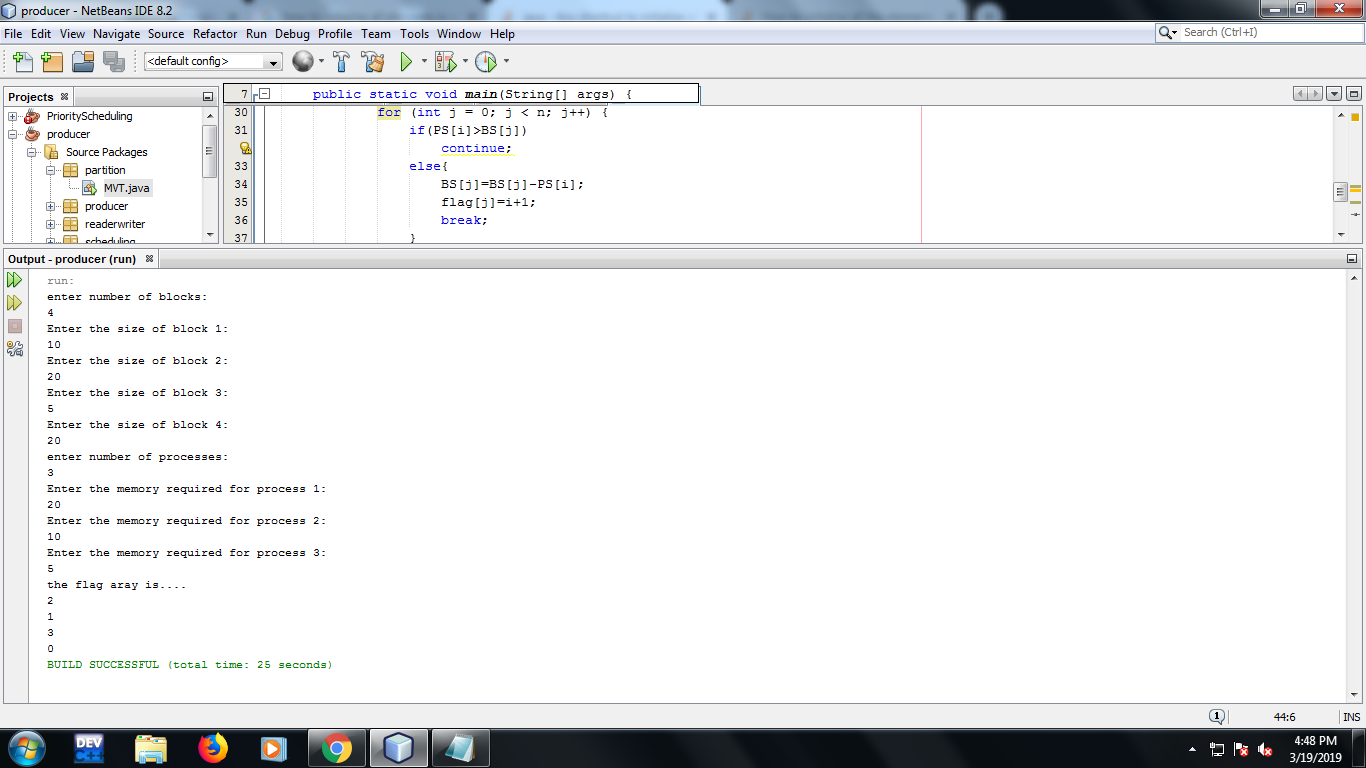 producer - NetBeans IDE 8.2
File Edit View Navigate Source Refactor Run Debug Profile Team Tools Window Help
Search (Ctrl+I)
<default config>
Projects
PriorityScheduling
producer
Source Packages
partition
MVT.java
producer
readerwriter
scheduling
7 public static void main(String[] args) {
30 for (int j = 0; j < n; j++) {
31 if(PS[i]>BS[j])
continue;
33 else{
34 BS[j]=BS[j]-PS[i];
35 flag[j]=i+1;
36 break;
37 }
Output - producer (run)
run:
enter number of blocks:
4
Enter the size of block 1:
10
Enter the size of block 2:
20
Enter the size of block 3:
5
Enter the size of block 4:
20
enter number of processes:
3
Enter the memory required for process 1:
20
Enter the memory required for process 2:
10
Enter the memory required for process 3:
5
the flag aray is....
2
1
3
0
BUILD SUCCESSFUL (total time: 25 seconds)
1 44:6 INS
DEV C++
4:48 PM
3/19/2019